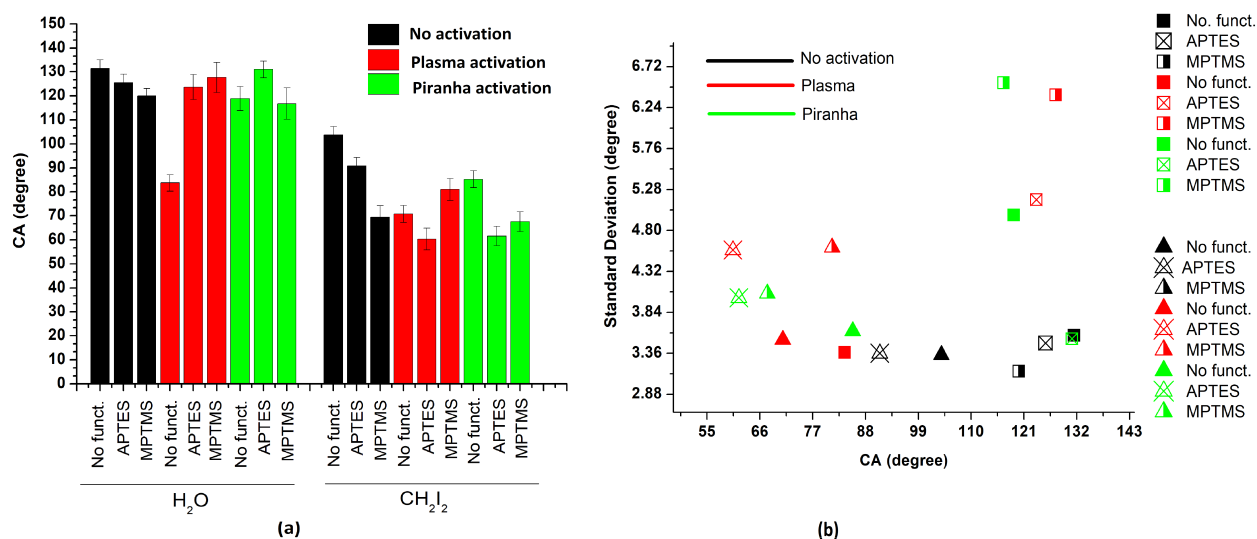 150
140
130
120
110
100
90
80
70
60
50
40
30
20
10
0
CA (degree)
No activation
Plasma activation
Piranha activation
No funct.
APTES
MPTMS
No funct.
APTES
MPTMS
No funct.
APTES
MPTMS
No funct.
APTES
MPTMS
No funct.
APTES
MPTMS
No funct.
APTES
MPTMS
H₂O
CH₂I₂
(a)
6.72
6.24
5.76
5.28
4.80
4.32
3.84
3.36
2.88
Standard Deviation (degree)
No activation
Plasma
Piranha
55 66 77 88 99 110 121 132 143
CA (degree)
(b)
No. funct.
APTES
MPTMS
No funct.
APTES
MPTMS
No funct.
APTES
MPTMS
No funct.
APTES
MPTMS
No funct.
APTES
MPTMS
No funct.
APTES
MPTMS